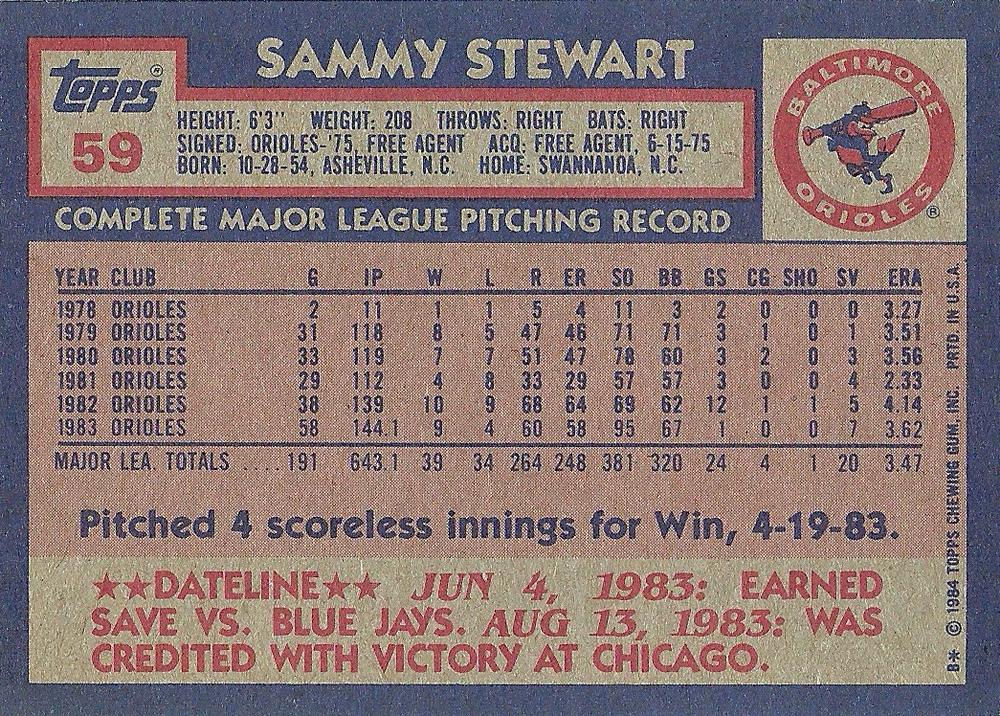 SAMMY STEWART
Topps®
59
HEIGHT: 6'3" WEIGHT: 208 THROWS: RIGHT BATS: RIGHT
SIGNED: ORIOLES-'75, FREE AGENT ACQ: FREE AGENT, 6-15-75
BORN: 10-28-54, ASHEVILLE, N.C. HOME: SWANNANOA, N.C.
BALTIMORE
ORIOLES®
COMPLETE MAJOR LEAGUE PITCHING RECORD
YEAR CLUB G IP W L R ER SO BB GS CG SHO SV ERA
1978 ORIOLES 2 11 1 1 5 4 11 3 2 0 0 0 3.27
1979 ORIOLES 31 118 8 5 47 46 71 71 3 1 0 1 3.51
1980 ORIOLES 33 119 7 7 51 47 78 60 3 2 0 3 3.56
1981 ORIOLES 29 112 4 8 33 29 57 57 3 0 0 4 2.33
1982 ORIOLES 38 139 10 9 68 64 69 62 12 1 1 5 4.14
1983 ORIOLES 58 144.1 9 4 60 58 95 67 1 0 0 7 3.62
MAJOR LEA. TOTALS .... 191 643.1 39 34 264 248 381 320 24 4 1 20 3.47
Pitched 4 scoreless innings for Win, 4-19-83.
★★DATELINE★★ JUN 4, 1983: EARNED
SAVE VS. BLUE JAYS. AUG 13, 1983: WAS
CREDITED WITH VICTORY AT CHICAGO.
B* © 1984 TOPPS CHEWING GUM, INC. PRTD. IN U.S.A.